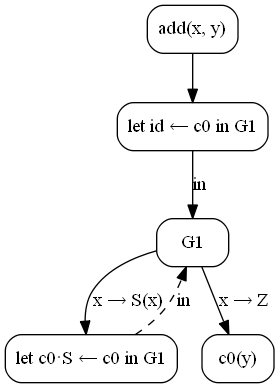 add(x, y)
let id ← c0 in G1
in
G1
x → S(x)
in
x → Z
let c0·S ← c0 in G1
c0(y)